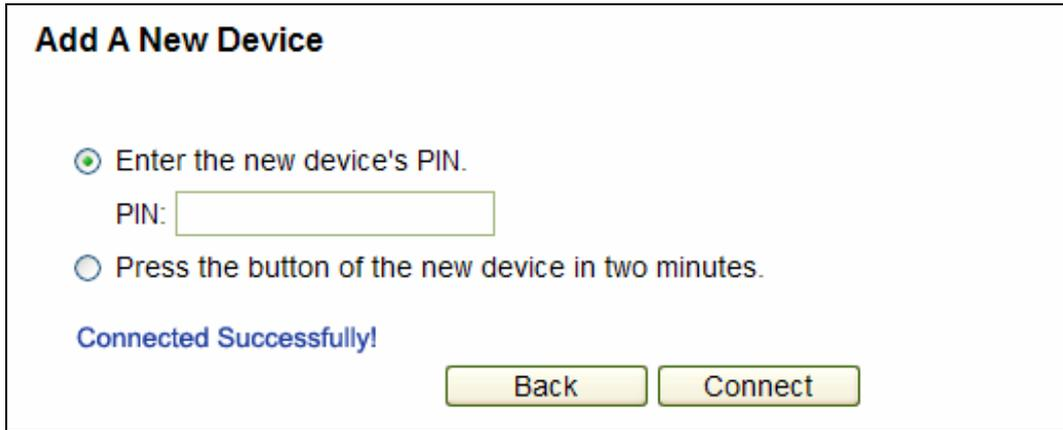 Add A New Device
Enter the new device's PIN.
PIN:
Press the button of the new device in two minutes.
Connected Successfully!
Back Connect